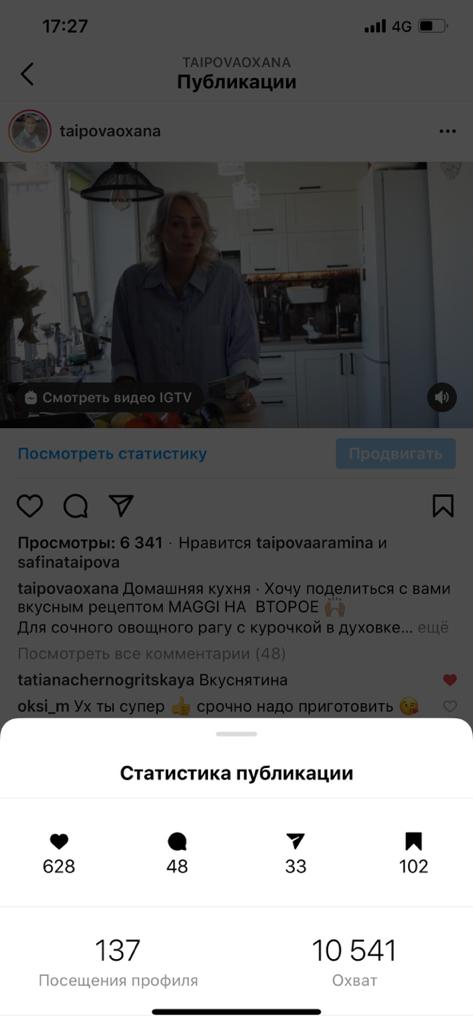 17:27
4G
TAIPOVAOXANA
Публикации
taipovaoxana
Смотреть видео IGTV
Посмотреть статистику
Продвигать
Просмотры: 6 341 · Нравится taipovaaramina и
safinataipova
taipovaoxana Домашняя кухня · Хочу поделиться с вами
вкусным рецептом MAGGI НА ВТОРОЕ 🙌🏼
Для сочного овощного рагу с курочкой в духовке... ещё
Посмотреть все комментарии (48)
tatianachernogritskaya Вкуснятина
oksi_m Ух ты супер 👍 срочно надо приготовить 😘
Статистика публикации
628
48
33
102
137
10 541
Посещения профиля
Охват